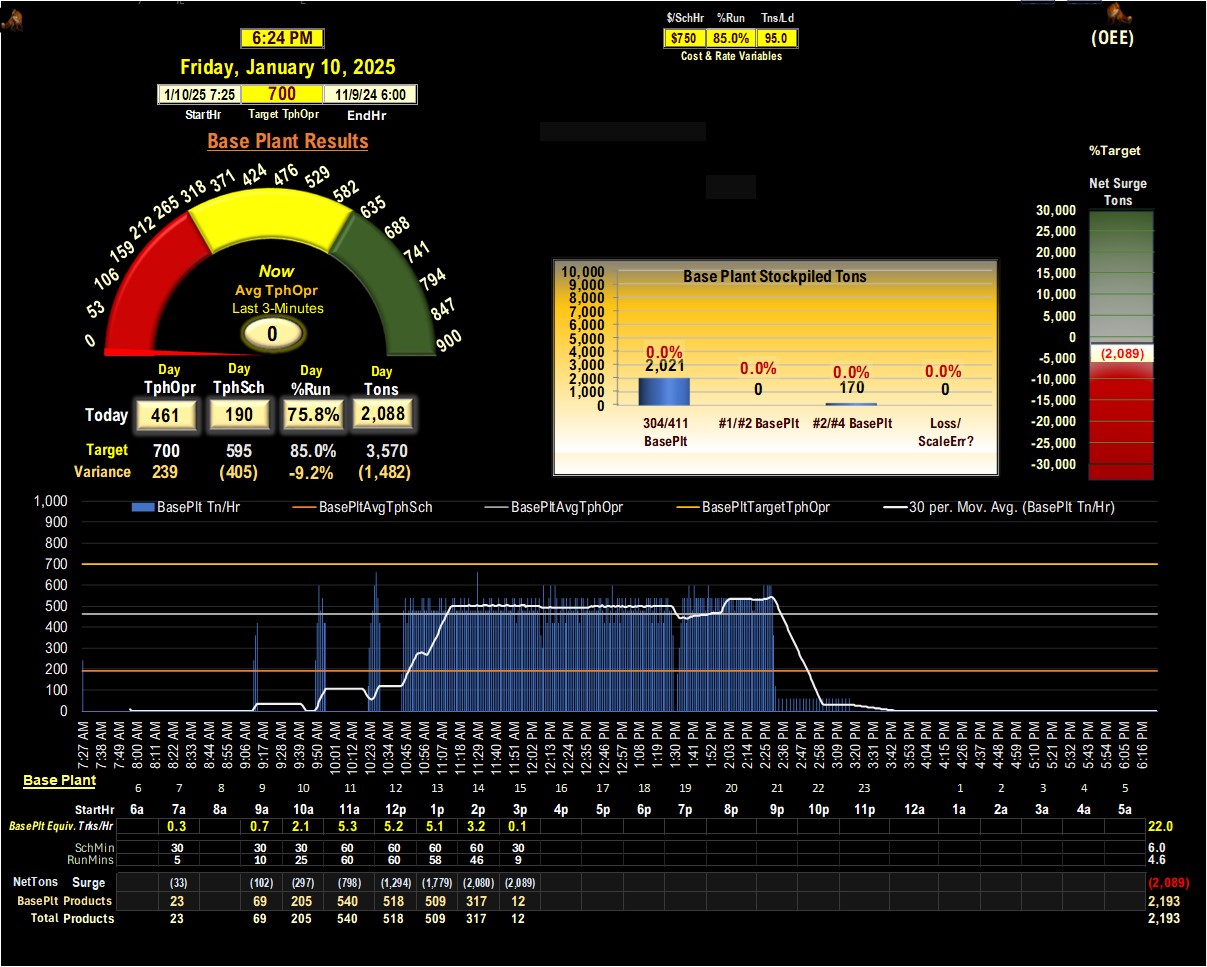 $/SchHr %Run Tns/Ld
$750 85.0% 95.0
Cost & Rate Variables
(OEE)
6:24 PM
Friday, January 10, 2025
1/10/25 7:25 700 11/9/24 6:00
StartHr Target TphOpr EndHr
Base Plant Results
0 53 106 159 212 265 318 371 424 476 529 582 635 688 741 794 847 900
Now
Avg TphOpr
Last 3-Minutes
0
Day Day Day Day
TphOpr TphSch %Run Tons
Today 461 190 75.8% 2,088
Target 700 595 85.0% 3,570
Variance 239 (405) -9.2% (1,482)
Base Plant Stockpiled Tons
10,000
9,000
8,000
7,000
6,000
5,000
4,000
3,000
2,000
1,000
0
0.0% 0.0% 0.0% 0.0%
2,021 0 170 0
304/411 BasePlt
#1/#2 BasePlt
#2/#4 BasePlt
Loss/ ScaleErr?
%Target
Net Surge
Tons
30,000
25,000
20,000
15,000
10,000
5,000
0
-5,000
-10,000
-15,000
-20,000
-25,000
-30,000
(2,089)
BasePlt Tn/Hr BasePltAvgTphSch BasePltAvgTphOpr BasePltTargetTphOpr 30 per. Mov. Avg. (BasePlt Tn/Hr)
1,000
900
800
700
600
500
400
300
200
100
0
7:27 AM 7:38 AM 7:49 AM 8:00 AM 8:11 AM 8:22 AM 8:33 AM 8:44 AM 8:55 AM 9:06 AM 9:17 AM 9:28 AM 9:39 AM 9:50 AM 10:01 AM 10:12 AM 10:23 AM 10:34 AM 10:45 AM 10:56 AM 11:07 AM 11:18 AM 11:29 AM 11:40 AM 11:51 AM 12:02 PM 12:13 PM 12:24 PM 12:35 PM 12:46 PM 12:57 PM 1:08 PM 1:19 PM 1:30 PM 1:41 PM 1:52 PM 2:03 PM 2:14 PM 2:25 PM 2:36 PM 2:47 PM 2:58 PM 3:09 PM 3:20 PM 3:31 PM 3:42 PM 3:53 PM 4:04 PM 4:15 PM 4:26 PM 4:37 PM 4:48 PM 4:59 PM 5:10 PM 5:21 PM 5:32 PM 5:43 PM 5:54 PM 6:05 PM 6:16 PM
Base Plant
6 7 8 9 10 11 12 13 14 15 16 17 18 19 20 21 22 23 1 2 3 4 5
StartHr 6a 7a 8a 9a 10a 11a 12p 1p 2p 3p 4p 5p 6p 7p 8p 9p 10p 11p 12a 1a 2a 3a 4a 5a
BasePlt Equiv. Trks/Hr 0.3 0.7 2.1 5.3 5.2 5.1 3.2 0.1 22.0
SchMin 30 30 30 60 60 60 60 30 6.0
RunMins 5 10 25 60 60 58 46 9 4.6
NetTons Surge (33) (102) (297) (798) (1,294) (1,779) (2,080) (2,089) (2,089)
BasePlt Products 23 69 205 540 518 509 317 12 2,193
Total Products 23 69 205 540 518 509 317 12 2,193